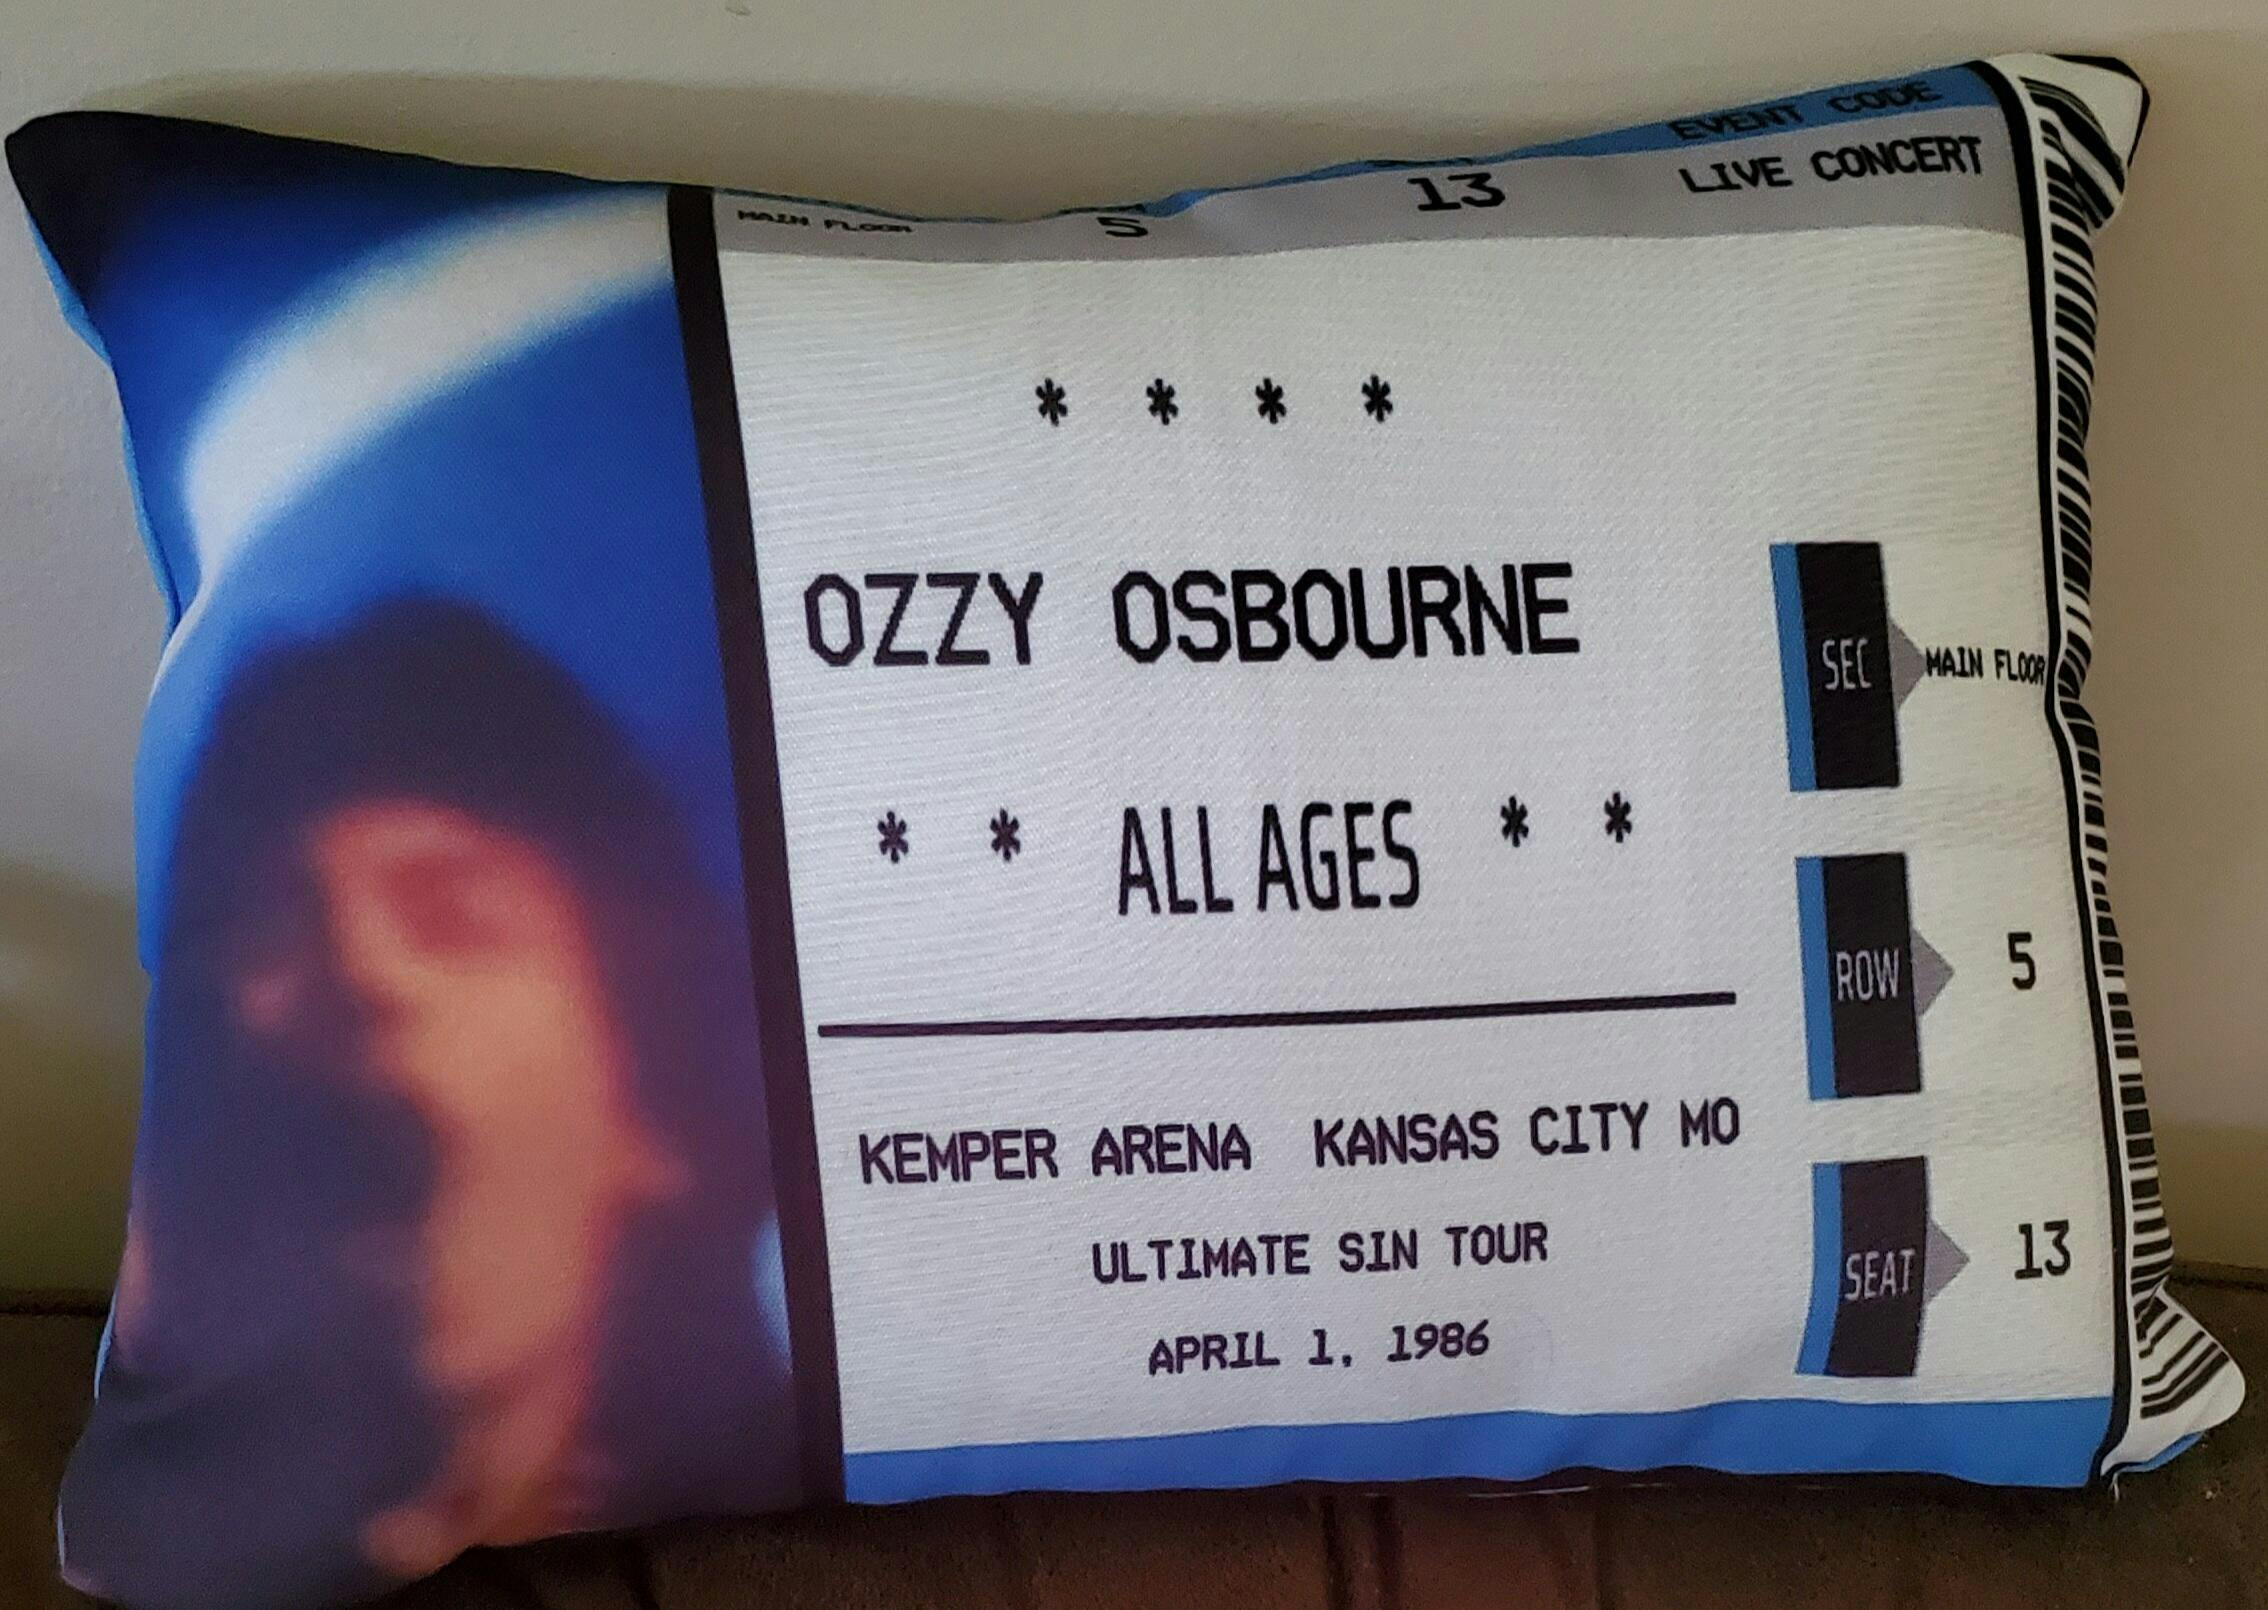 EVENT CODE
MAIN FLOOR 5 13 LIVE CONCERT
* * * *
OZZY OSBOURNE
SEC MAIN FLOOR
* * ALL AGES * *
ROW 5
KEMPER ARENA KANSAS CITY MO
ULTIMATE SIN TOUR
SEAT 13
APRIL 1, 1986